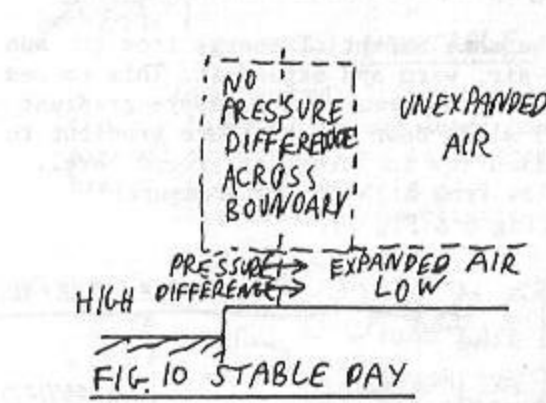 NO
PRESSURE
DIFFERENCE
ACROSS
BOUNDARY
UNEXPANDED
AIR
PRESSURE
DIFFERENCE
EXPANDED AIR
LOW
HIGH
FIG. 10 STABLE DAY